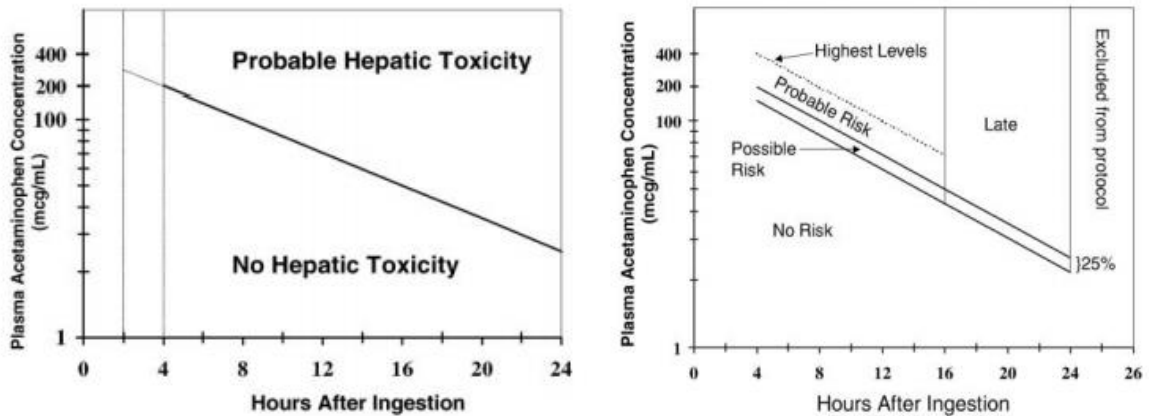 Plasma Acetaminophen Concentration
(mcg/mL)
400
200
100
1
Probable Hepatic Toxicity
No Hepatic Toxicity
0 4 8 12 16 20 24
Hours After Ingestion
Plasma Acetaminophen Concentration
(mcg/mL)
400
200
100
1
Highest Levels
Probable Risk
Possible
Risk
No Risk
Late
Excluded from protocol
}25%
0 4 8 12 16 20 24 26
Hours After Ingestion